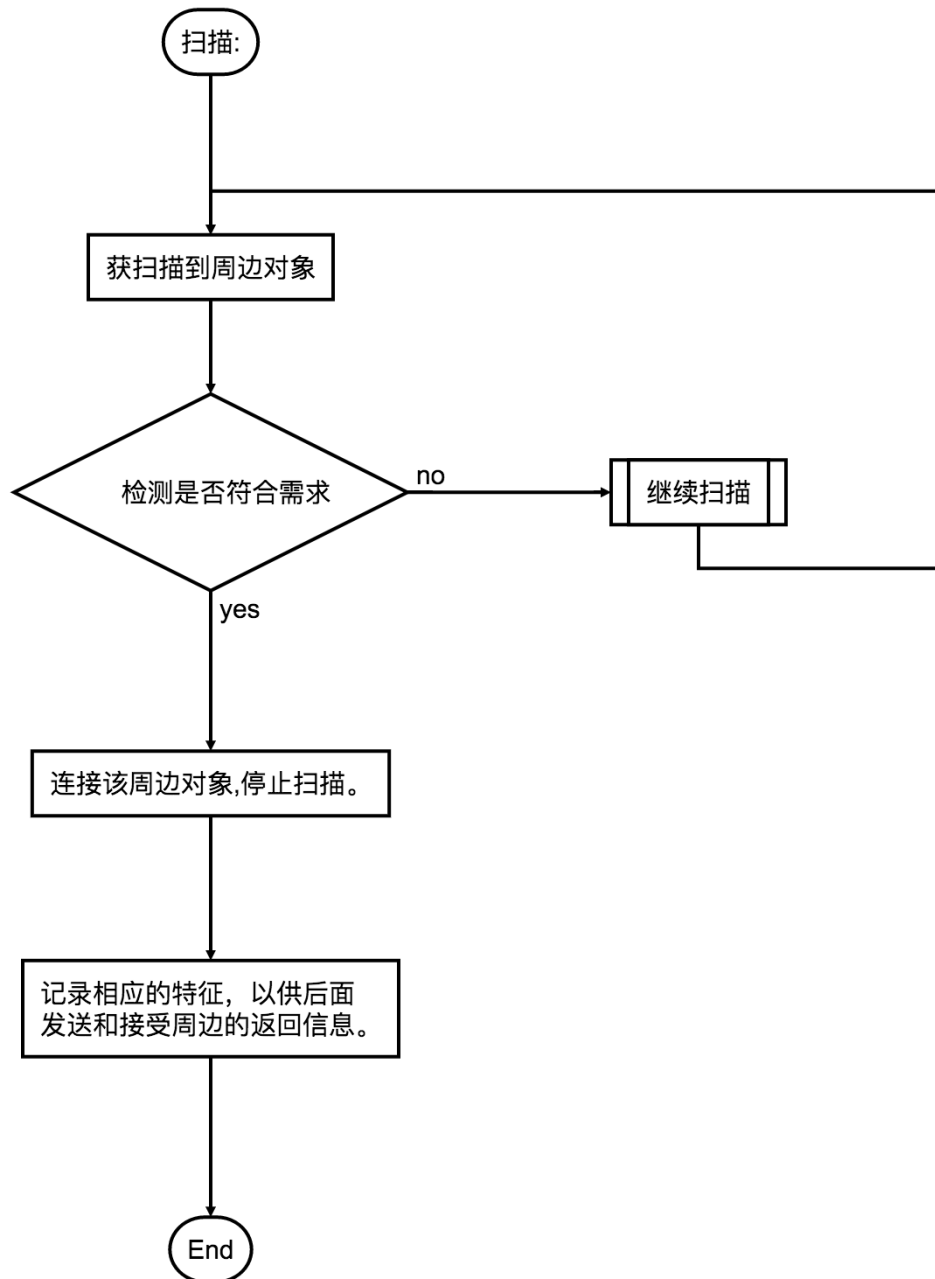 扫描:
获扫描到周边对象
检测是否符合需求
no
继续扫描
yes
连接该周边对象,停止扫描。
记录相应的特征，以供后面
发送和接受周边的返回信息。
End